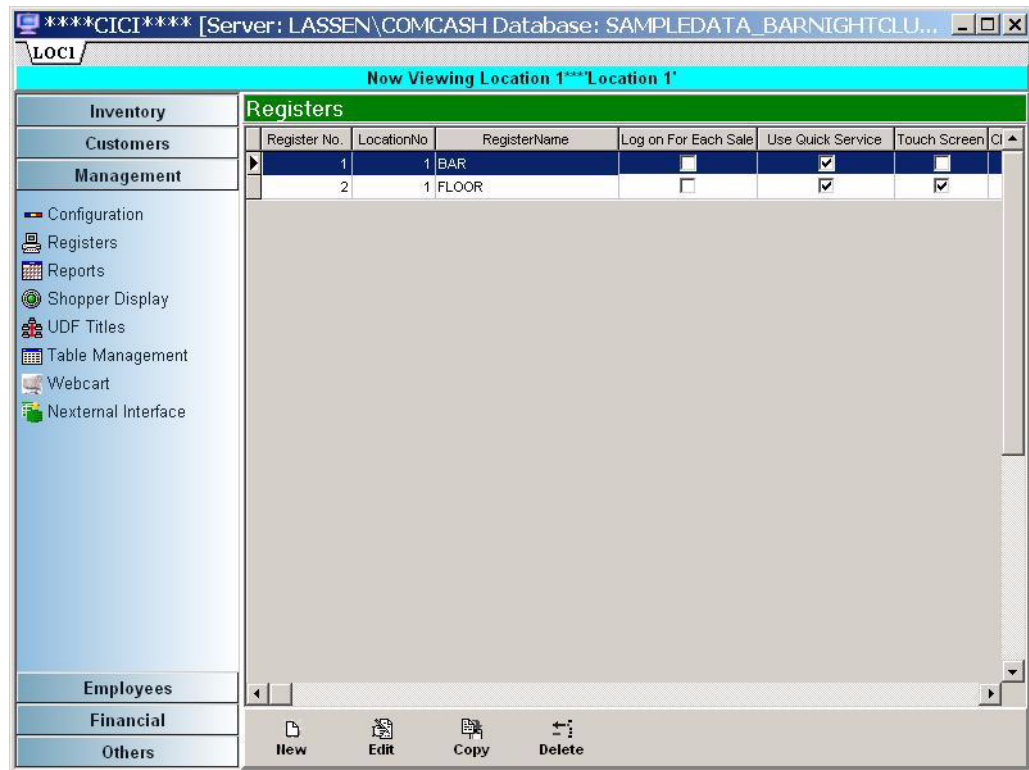 ****CICI**** [Server: LASSEN\COMCASH Database: SAMPLEDATA_BARNIGHTCLU...
LOC1
Now Viewing Location 1***'Location 1'
Inventory
Customers
Management
Configuration
Registers
Reports
Shopper Display
UDF Titles
Table Management
Webcart
Nexternal Interface
Employees
Financial
Others
Registers
Register No. LocationNo RegisterName Log on For Each Sale Use Quick Service Touch Screen Cl
1 1 BAR
2 1 FLOOR
New Edit Copy Delete